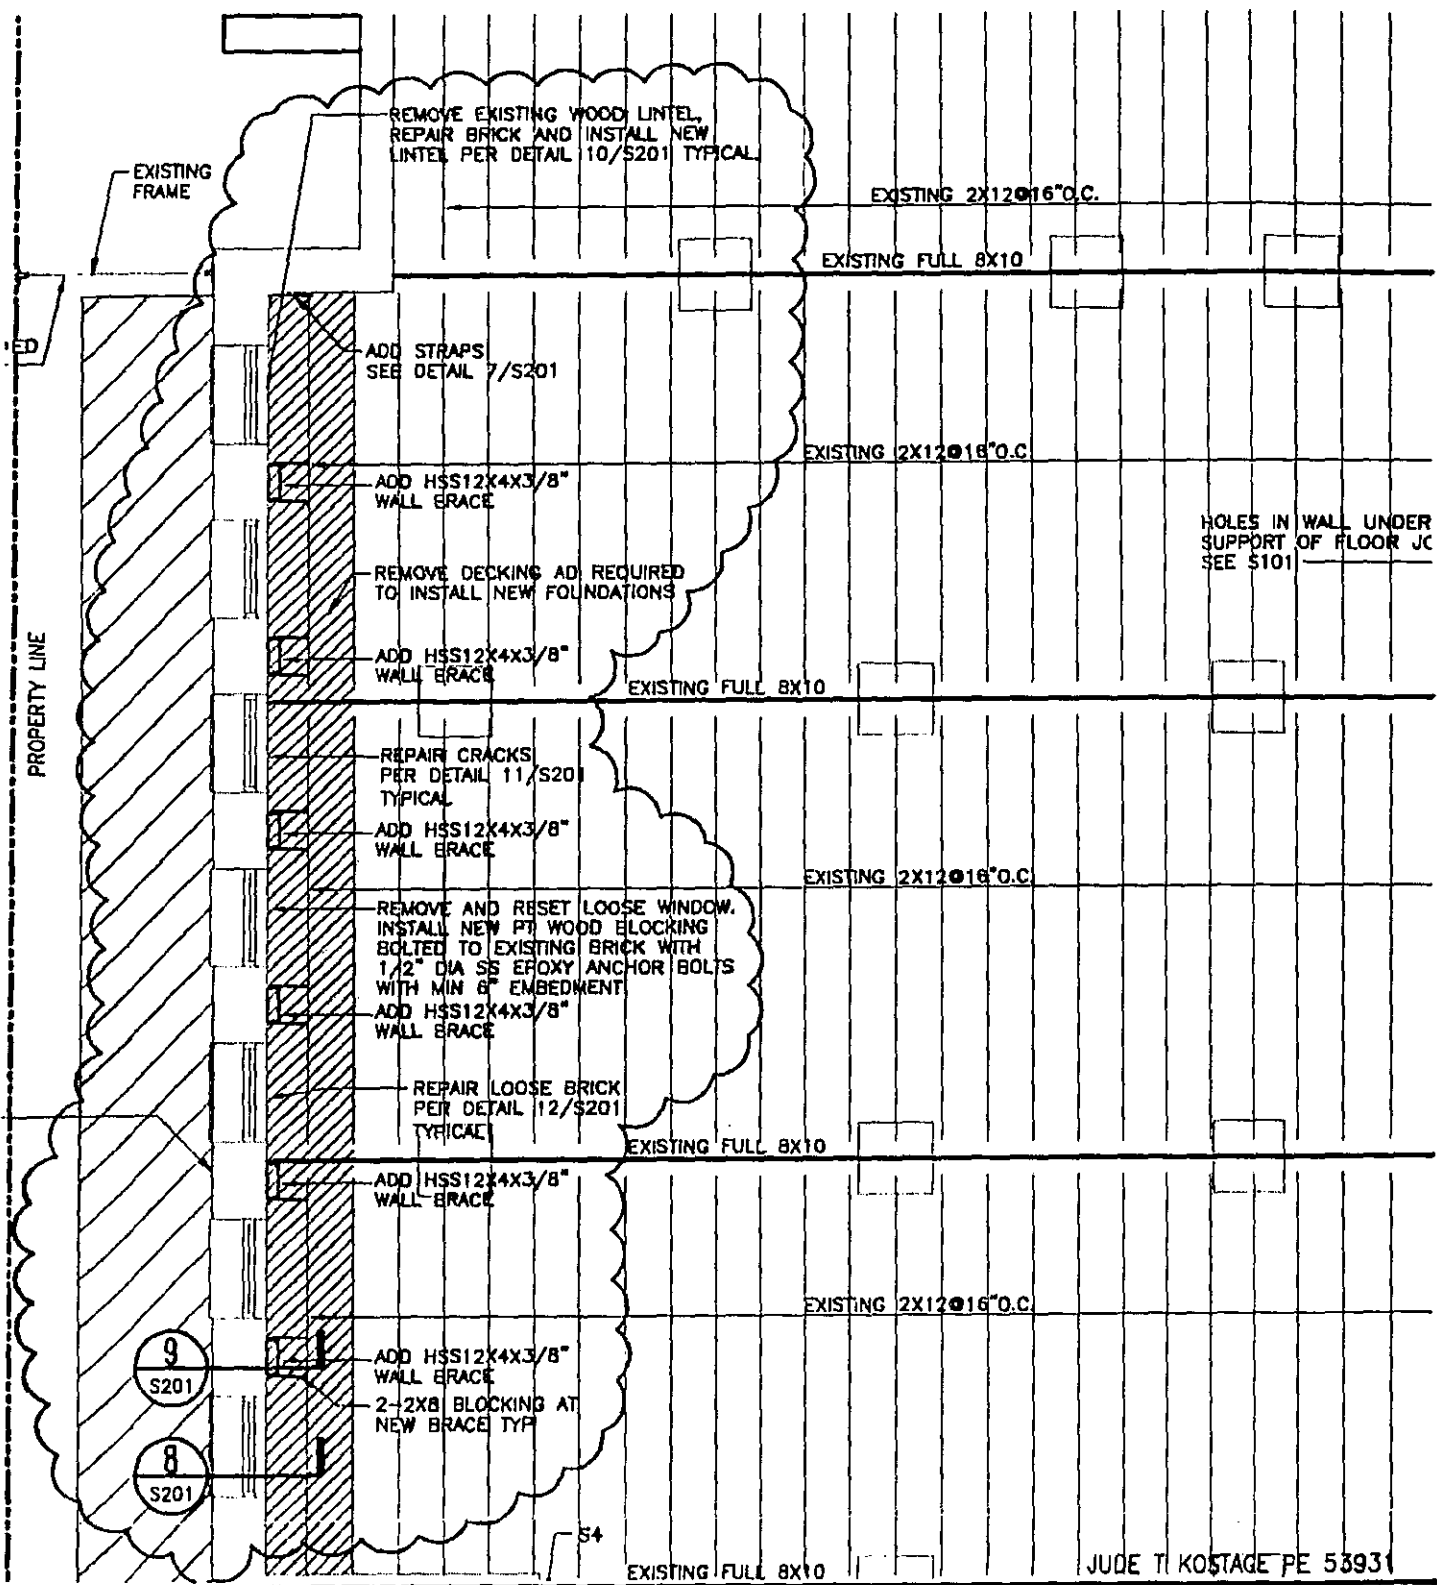 REMOVE EXISTING WOOD LINTEL,
REPAIR BRICK AND INSTALL NEW
LINTEL PER DETAIL 10/S201 TYPICAL
EXISTING
FRAME
EXISTING 2X12@16"O.C.
EXISTING FULL 8X10
ED
ADD STRAPS
SEE DETAIL 7/S201
EXISTING 2X12@16"O.C
ADD HSS12X4X3/8"
WALL BRACE
HOLES IN WALL UNDER
SUPPORT OF FLOOR JO
SEE S101
REMOVE DECKING AD REQUIRED
TO INSTALL NEW FOUNDATIONS
PROPERTY LINE
ADD HSS12X4X3/8"
WALL BRACE
EXISTING FULL 8X10
REPAIR CRACKS
PER DETAIL 11/S201
TYPICAL
ADD HSS12X4X3/8"
WALL BRACE
EXISTING 2X12@16"O.C
REMOVE AND RESET LOOSE WINDOW.
INSTALL NEW PT WOOD BLOCKING
BOLTED TO EXISTING BRICK WITH
1/2" DIA SS EPOXY ANCHOR BOLTS
WITH MIN 6" EMBEDMENT
ADD HSS12X4X3/8"
WALL BRACE
REPAIR LOOSE BRICK
PER DETAIL 12/S201
TYPICAL
EXISTING FULL 8X10
ADD HSS12X4X3/8"
WALL BRACE
EXISTING 2X12@16"O.C.
9
S201
ADD HSS12X4X3/8"
WALL BRACE
2-2X8 BLOCKING AT
NEW BRACE TYP
8
S201
S4
EXISTING FULL 8X10
JUDE T KOSTAGE PE 53931